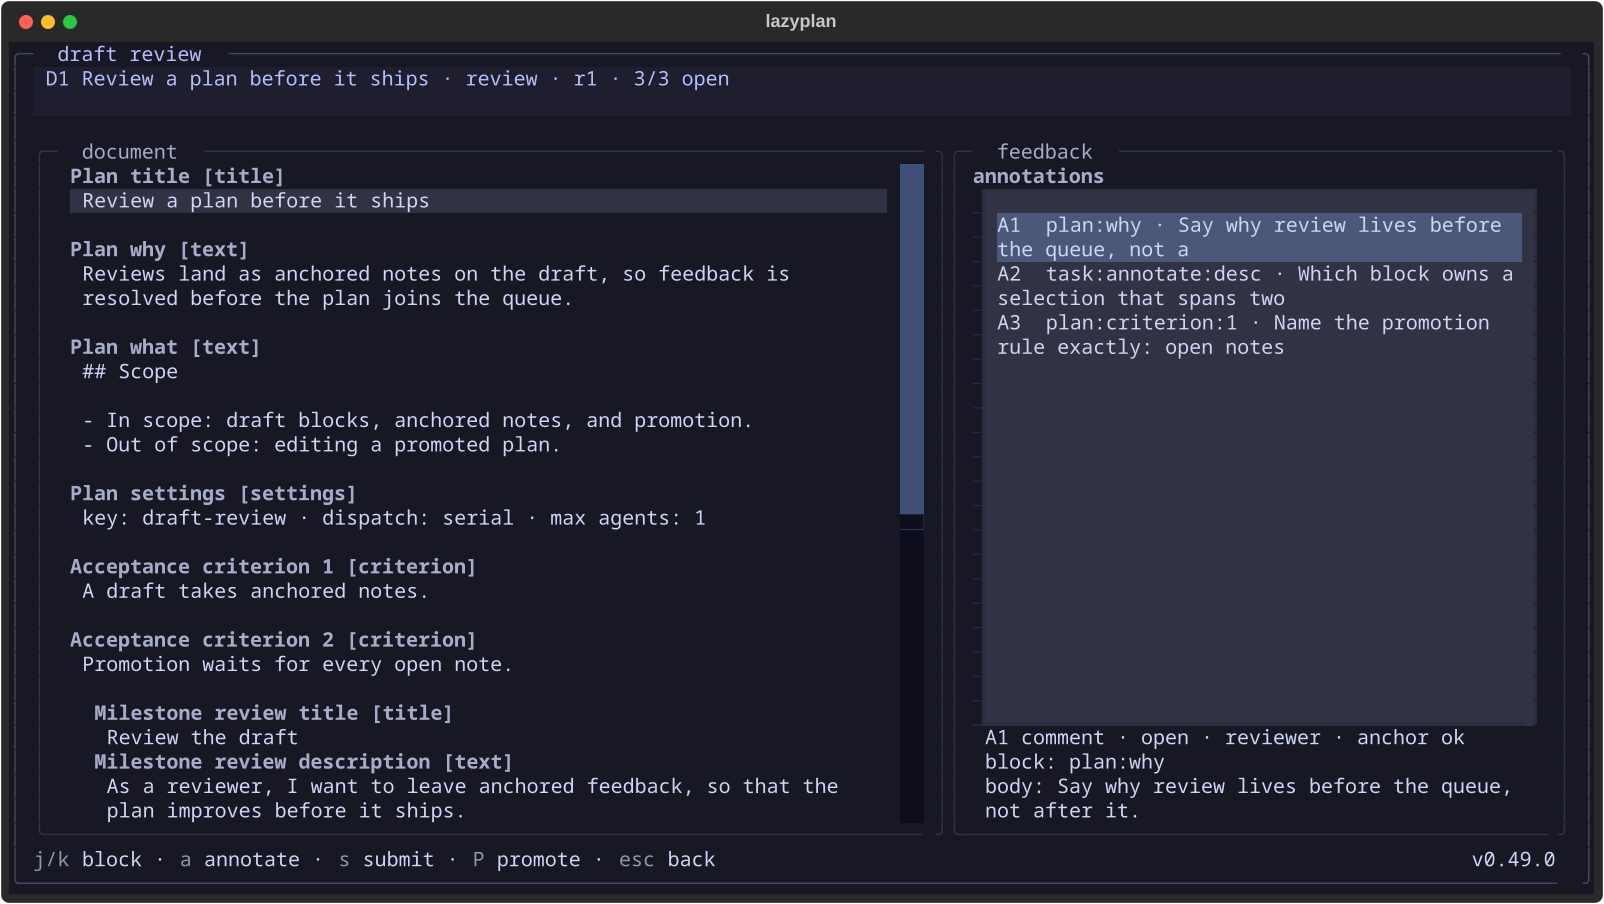 lazyplan
draft review
D1 Review a plan before it ships · review · r1 · 3/3 open
document
Plan title [title]
Review a plan before it ships
Plan why [text]
Reviews land as anchored notes on the draft, so feedback is
resolved before the plan joins the queue.
Plan what [text]
## Scope
- In scope: draft blocks, anchored notes, and promotion.
- Out of scope: editing a promoted plan.
Plan settings [settings]
key: draft-review · dispatch: serial · max agents: 1
Acceptance criterion 1 [criterion]
A draft takes anchored notes.
Acceptance criterion 2 [criterion]
Promotion waits for every open note.
Milestone review title [title]
Review the draft
Milestone review description [text]
As a reviewer, I want to leave anchored feedback, so that the
plan improves before it ships.
feedback
annotations
A1  plan:why · Say why review lives before
the queue, not a
A2  task:annotate:desc · Which block owns a
selection that spans two
A3  plan:criterion:1 · Name the promotion
rule exactly: open notes
A1 comment · open · reviewer · anchor ok
block: plan:why
body: Say why review lives before the queue,
not after it.
j/k block · a annotate · s submit · P promote · esc back
v0.49.0